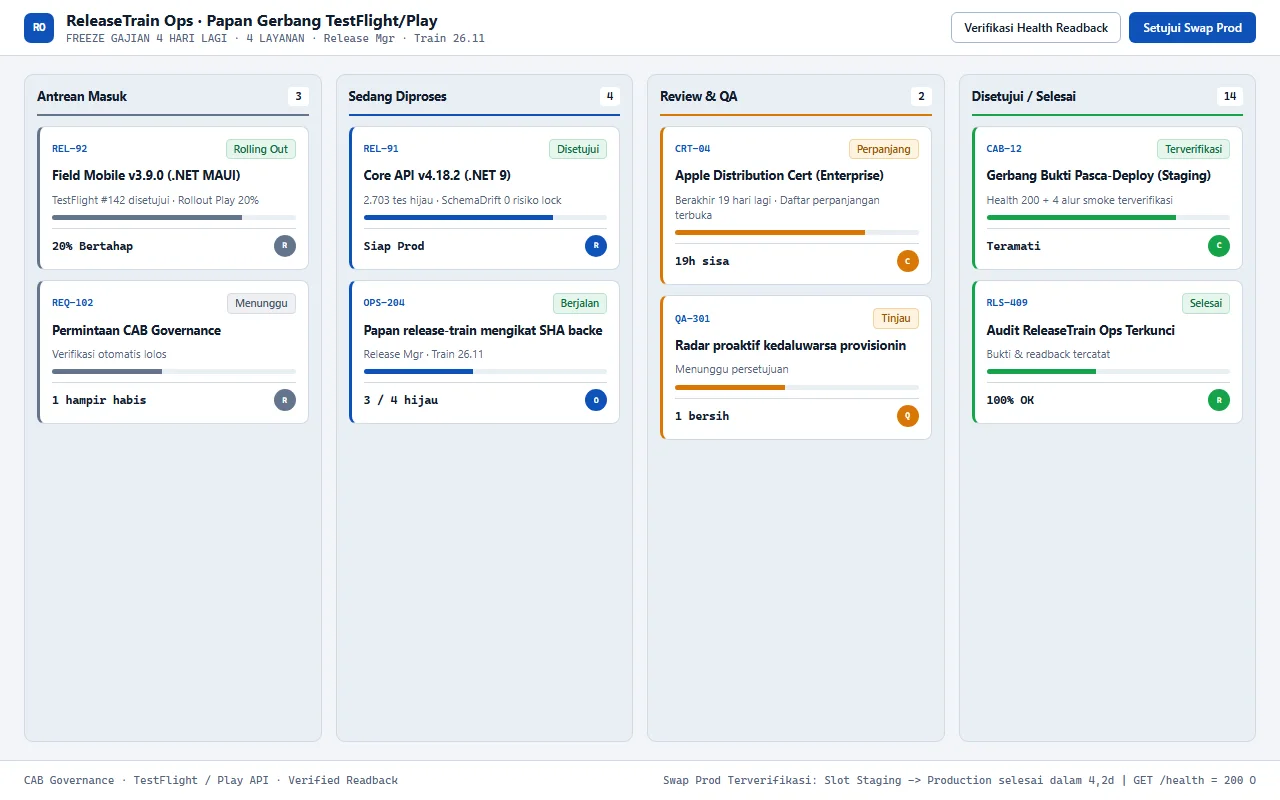 RO
ReleaseTrain Ops · Papan Gerbang TestFlight/Play
FREEZE GAJIAN 4 HARI LAGI · 4 LAYANAN · Release Mgr · Train 26.11
Verifikasi Health Readback
Setujui Swap Prod
Antrean Masuk
3
REL-92
Rolling Out
Field Mobile v3.9.0 (.NET MAUI)
TestFlight #142 disetujui · Rollout Play 20%
20% Bertahap
R
REQ-102
Menunggu
Permintaan CAB Governance
Verifikasi otomatis lolos
1 hampir habis
R
Sedang Diproses
4
REL-91
Disetujui
Core API v4.18.2 (.NET 9)
2.703 tes hijau · SchemaDrift 0 risiko lock
Siap Prod
R
OPS-204
Berjalan
Papan release-train mengikat SHA backe
Release Mgr · Train 26.11
3 / 4 hijau
O
Review & QA
2
CRT-04
Perpanjang
Apple Distribution Cert (Enterprise)
Berakhir 19 hari lagi · Daftar perpanjangan
terbuka
19h sisa
C
QA-301
Tinjau
Radar proaktif kedaluwarsa provisionin
Menunggu persetujuan
1 bersih
Q
Disetujui / Selesai
14
CAB-12
Terverifikasi
Gerbang Bukti Pasca-Deploy (Staging)
Health 200 + 4 alur smoke terverifikasi
Teramati
C
RLS-409
Selesai
Audit ReleaseTrain Ops Terkunci
Bukti & readback tercatat
100% OK
R
CAB Governance · TestFlight / Play API · Verified Readback
Swap Prod Terverifikasi: Slot Staging -> Production selesai dalam 4,2d | GET /health = 200 O